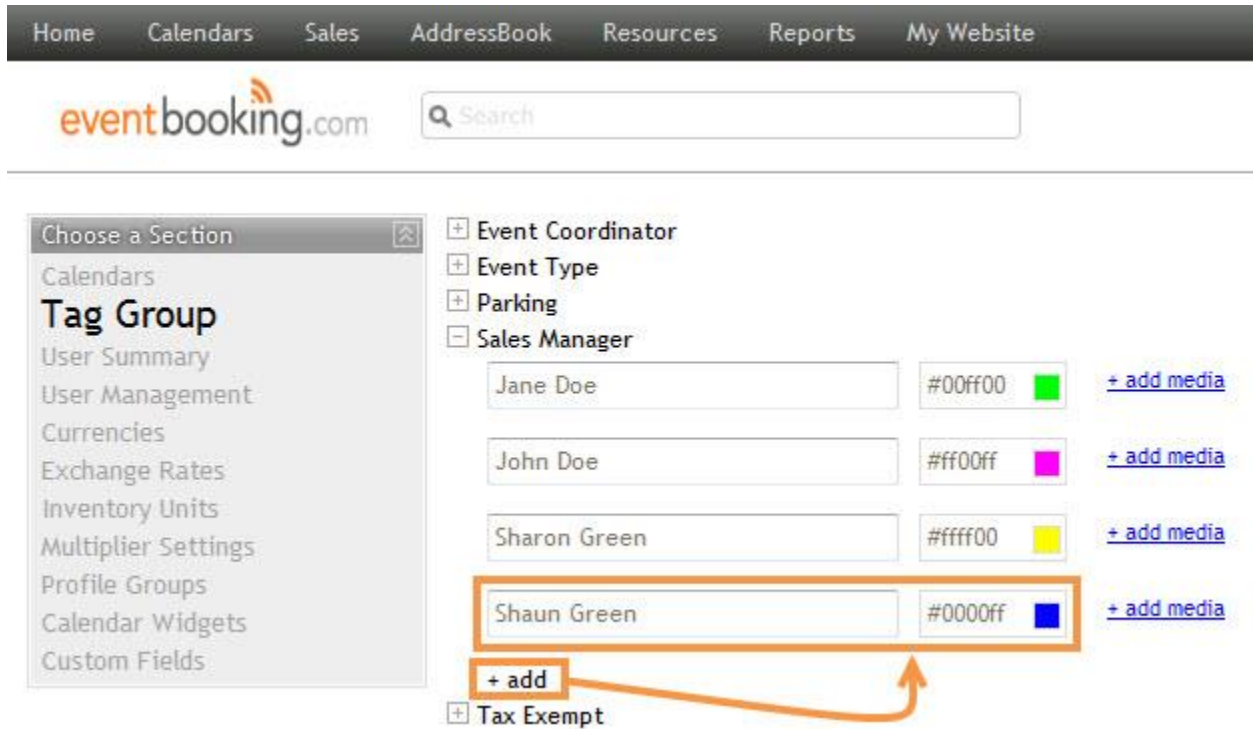 Home Calendars Sales AddressBook Resources Reports My Website
eventbooking.com Search
Choose a Section
Calendars
Tag Group
User Summary
User Management
Currencies
Exchange Rates
Inventory Units
Multiplier Settings
Profile Groups
Calendar Widgets
Custom Fields
Event Coordinator
Event Type
Parking
Sales Manager
Jane Doe #00ff00 + add media
John Doe #ff00ff + add media
Sharon Green #ffff00 + add media
Shaun Green #0000ff + add media
+ add
Tax Exempt